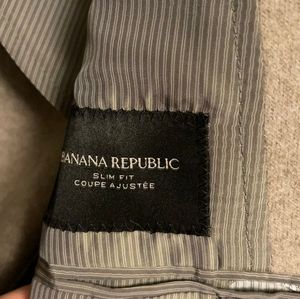 BANANA REPUBLIC
SLIM FIT
COUPE AJUSTÉE